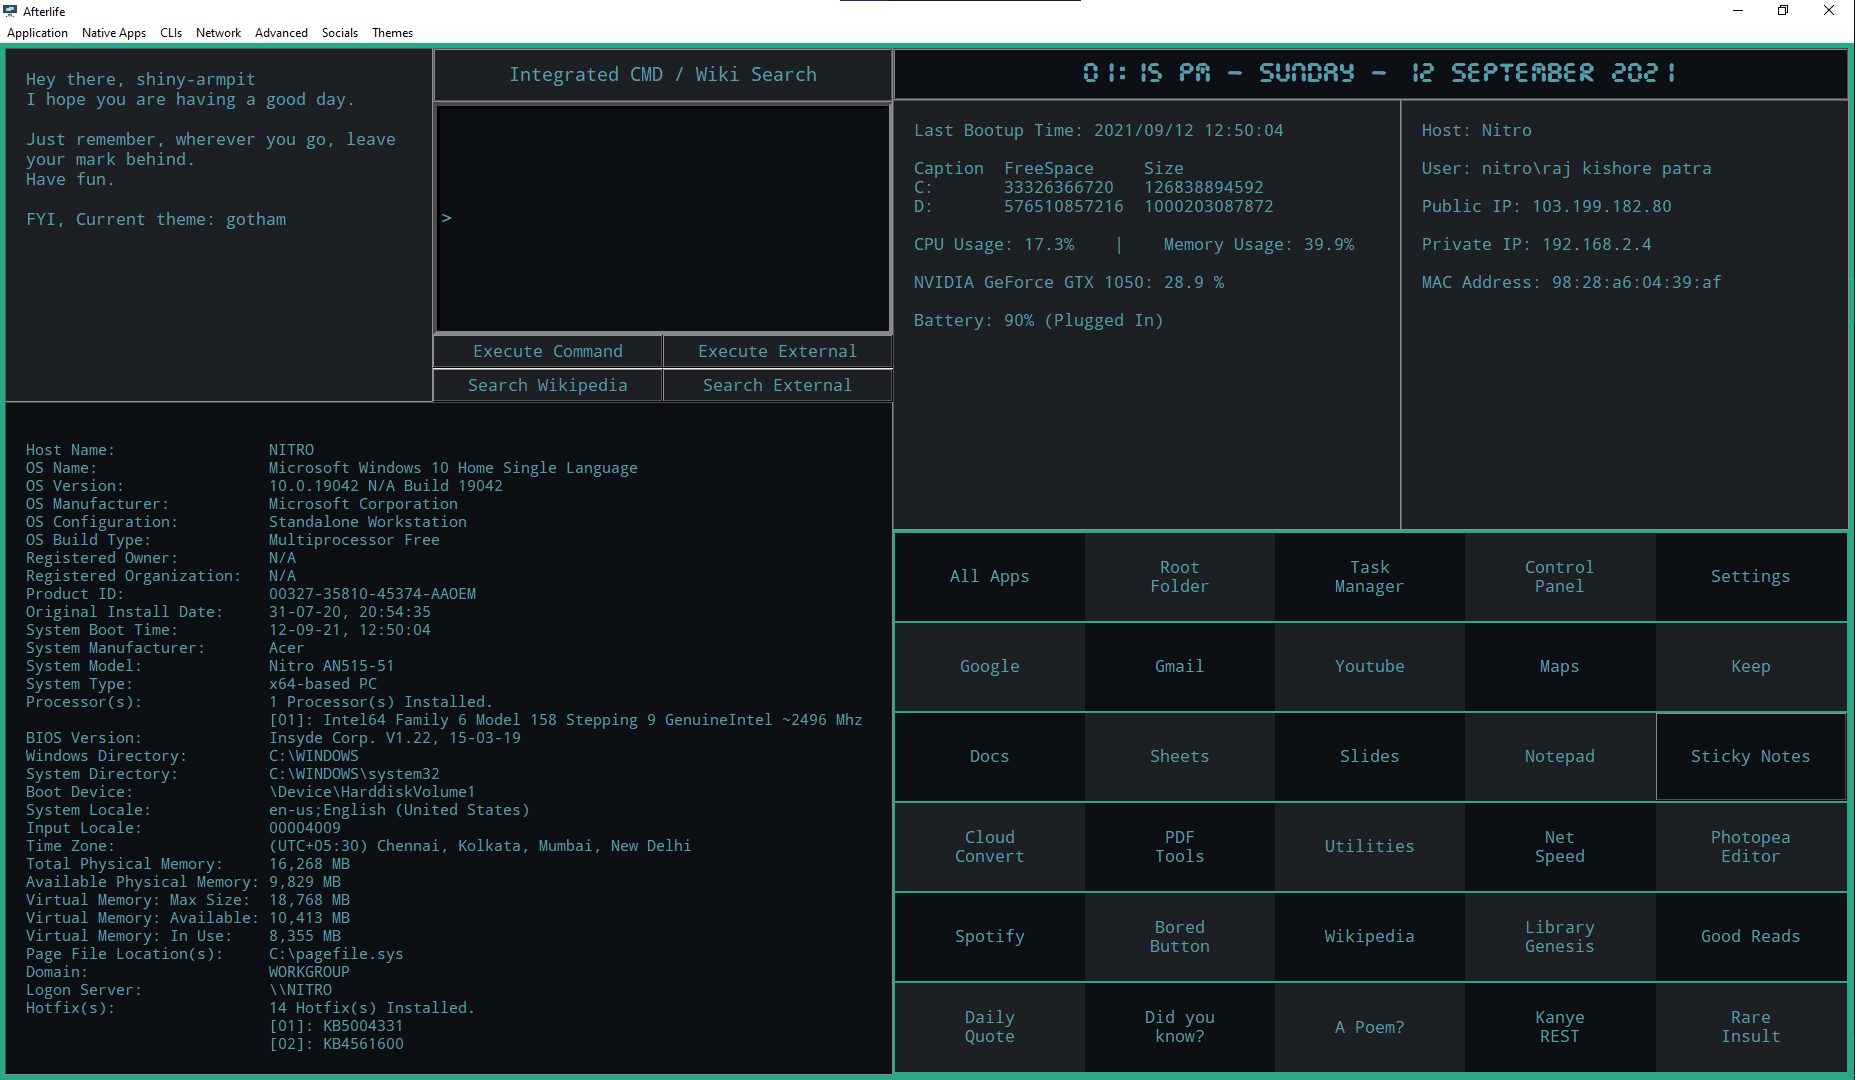 Afterlife
Application Native Apps CLIs Network Advanced Socials Themes
Hey there, shiny-armpit
I hope you are having a good day.
Just remember, wherever you go, leave
your mark behind.
Have fun.
FYI, Current theme: gotham
Integrated CMD / Wiki Search
>
Execute Command
Execute External
Search Wikipedia
Search External
01:15 PM - SUNDAY - 12 SEPTEMBER 2021
Last Bootup Time: 2021/09/12 12:50:04
Caption FreeSpace Size
C: 33326366720 126838894592
D: 576510857216 1000203087872
CPU Usage: 17.3% | Memory Usage: 39.9%
NVIDIA GeForce GTX 1050: 28.9 %
Battery: 90% (Plugged In)
Host: Nitro
User: nitro\raj kishore patra
Public IP: 103.199.182.80
Private IP: 192.168.2.4
MAC Address: 98:28:a6:04:39:af
Host Name: NITRO
OS Name: Microsoft Windows 10 Home Single Language
OS Version: 10.0.19042 N/A Build 19042
OS Manufacturer: Microsoft Corporation
OS Configuration: Standalone Workstation
OS Build Type: Multiprocessor Free
Registered Owner: N/A
Registered Organization: N/A
Product ID: 00327-35810-45374-AAOEM
Original Install Date: 31-07-20, 20:54:35
System Boot Time: 12-09-21, 12:50:04
System Manufacturer: Acer
System Model: Nitro AN515-51
System Type: x64-based PC
Processor(s): 1 Processor(s) Installed.
[01]: Intel64 Family 6 Model 158 Stepping 9 GenuineIntel ~2496 Mhz
BIOS Version: Insyde Corp. V1.22, 15-03-19
Windows Directory: C:\WINDOWS
System Directory: C:\WINDOWS\system32
Boot Device: \Device\HarddiskVolume1
System Locale: en-us;English (United States)
Input Locale: 00004009
Time Zone: (UTC+05:30) Chennai, Kolkata, Mumbai, New Delhi
Total Physical Memory: 16,268 MB
Available Physical Memory: 9,829 MB
Virtual Memory: Max Size: 18,768 MB
Virtual Memory: Available: 10,413 MB
Virtual Memory: In Use: 8,355 MB
Page File Location(s): C:\pagefile.sys
Domain: WORKGROUP
Logon Server: \\NITRO
Hotfix(s): 14 Hotfix(s) Installed.
[01]: KB5004331
[02]: KB4561600
All Apps
Root
Folder
Task
Manager
Control
Panel
Settings
Google
Gmail
Youtube
Maps
Keep
Docs
Sheets
Slides
Notepad
Sticky Notes
Cloud
Convert
PDF
Tools
Utilities
Net
Speed
Photopea
Editor
Spotify
Bored
Button
Wikipedia
Library
Genesis
Good Reads
Daily
Quote
Did you
know?
A Poem?
Kanye
REST
Rare
Insult